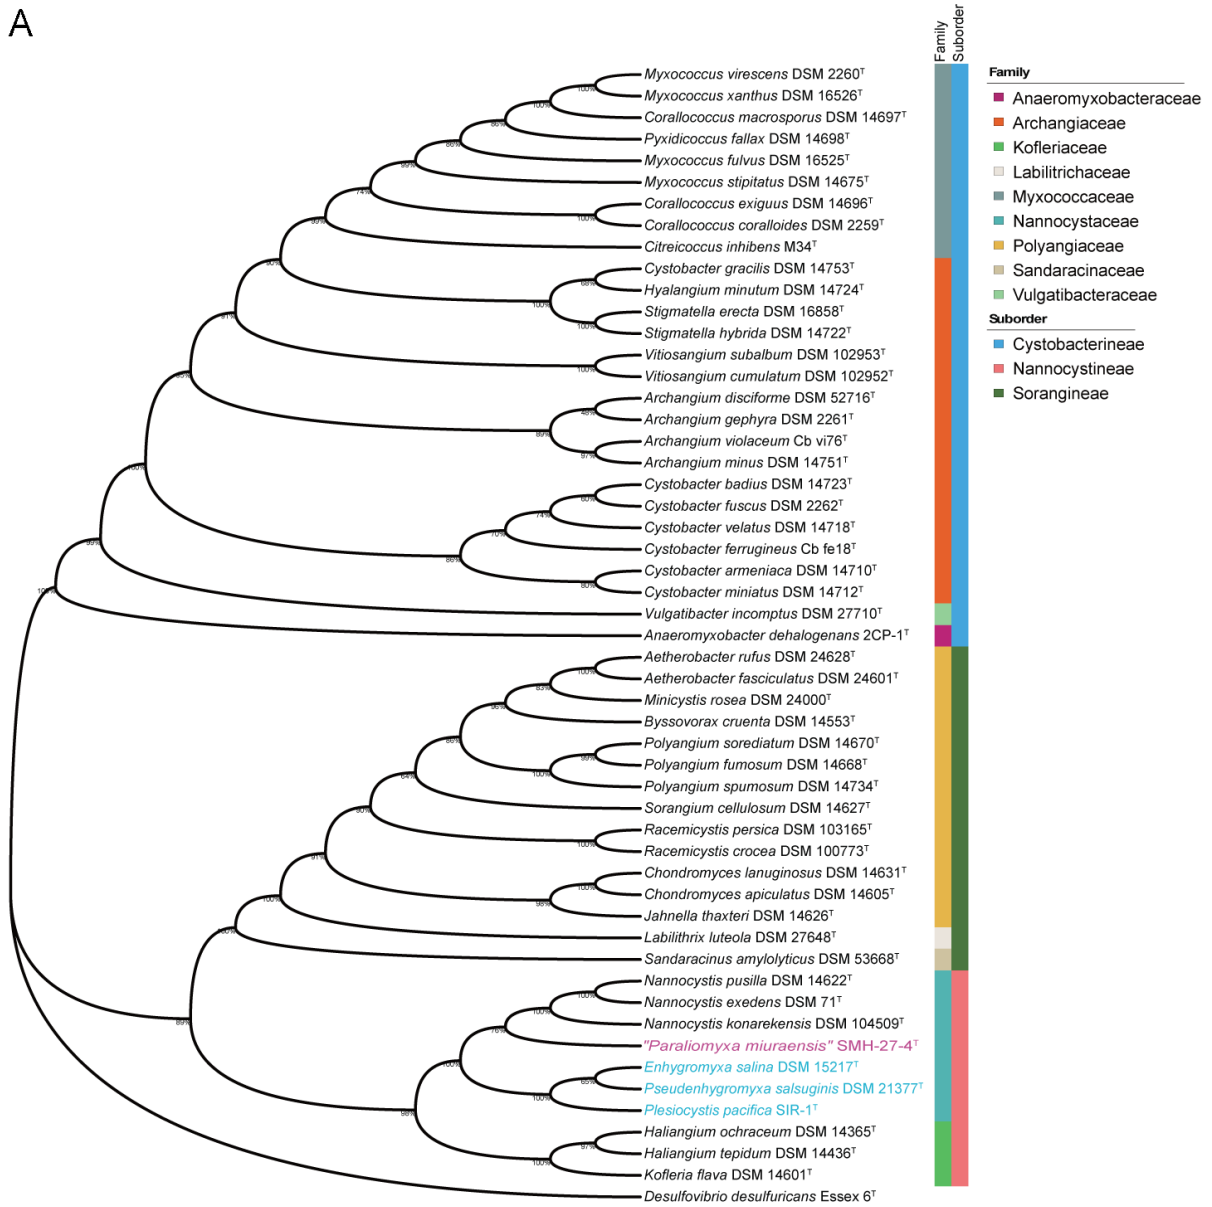 A
Family
Suborder
Myxococcus virescens DSM 2260ᵀ
Myxococcus xanthus DSM 16526ᵀ
Corallococcus macrosporus DSM 14697ᵀ
Pyxidicoccus fallax DSM 14698ᵀ
Myxococcus fulvus DSM 16525ᵀ
Myxococcus stipitatus DSM 14675ᵀ
Corallococcus exiguus DSM 14696ᵀ
Corallococcus coralloides DSM 2259ᵀ
Citreicoccus inhibens M34ᵀ
Cystobacter gracilis DSM 14753ᵀ
Hyalangium minutum DSM 14724ᵀ
Stigmatella erecta DSM 16858ᵀ
Stigmatella hybrida DSM 14722ᵀ
Vitiosangium subalbum DSM 102953ᵀ
Vitiosangium cumulatum DSM 102952ᵀ
Archangium disciforme DSM 52716ᵀ
Archangium gephyra DSM 2261ᵀ
Archangium violaceum Cb vi76ᵀ
Archangium minus DSM 14751ᵀ
Cystobacter badius DSM 14723ᵀ
Cystobacter fuscus DSM 2262ᵀ
Cystobacter velatus DSM 14718ᵀ
Cystobacter ferrugineus Cb fe18ᵀ
Cystobacter armeniaca DSM 14710ᵀ
Cystobacter miniatus DSM 14712ᵀ
Vulgatibacter incomptus DSM 27710ᵀ
Anaeromyxobacter dehalogenans 2CP-1ᵀ
Aetherobacter rufus DSM 24628ᵀ
Aetherobacter fasciculatus DSM 24601ᵀ
Minicystis rosea DSM 24000ᵀ
Byssovorax cruenta DSM 14553ᵀ
Polyangium sorediatum DSM 14670ᵀ
Polyangium fumosum DSM 14668ᵀ
Polyangium spumosum DSM 14734ᵀ
Sorangium cellulosum DSM 14627ᵀ
Racemicystis persica DSM 103165ᵀ
Racemicystis crocea DSM 100773ᵀ
Chondromyces lanuginosus DSM 14631ᵀ
Chondromyces apiculatus DSM 14605ᵀ
Jahnella thaxteri DSM 14626ᵀ
Labilithrix luteola DSM 27648ᵀ
Sandaracinus amylolyticus DSM 53668ᵀ
Nannocystis pusilla DSM 14622ᵀ
Nannocystis exedens DSM 71ᵀ
Nannocystis konarekensis DSM 104509ᵀ
"Paraliomyxa miuraensis" SMH-27-4ᵀ
Enhygromyxa salina DSM 15217ᵀ
Pseudenhygromyxa salsuginis DSM 21377ᵀ
Plesiocystis pacifica SIR-1ᵀ
Haliangium ochraceum DSM 14365ᵀ
Haliangium tepidum DSM 14436ᵀ
Kofleria flava DSM 14601ᵀ
Desulfovibrio desulfuricans Essex 6ᵀ
Family
Anaeromyxobacteraceae
Archangiaceae
Kofleriaceae
Labilitrichaceae
Myxococcaceae
Nannocystaceae
Polyangiaceae
Sandaracinaceae
Vulgatibacteraceae
Suborder
Cystobacterineae
Nannocystineae
Sorangineae